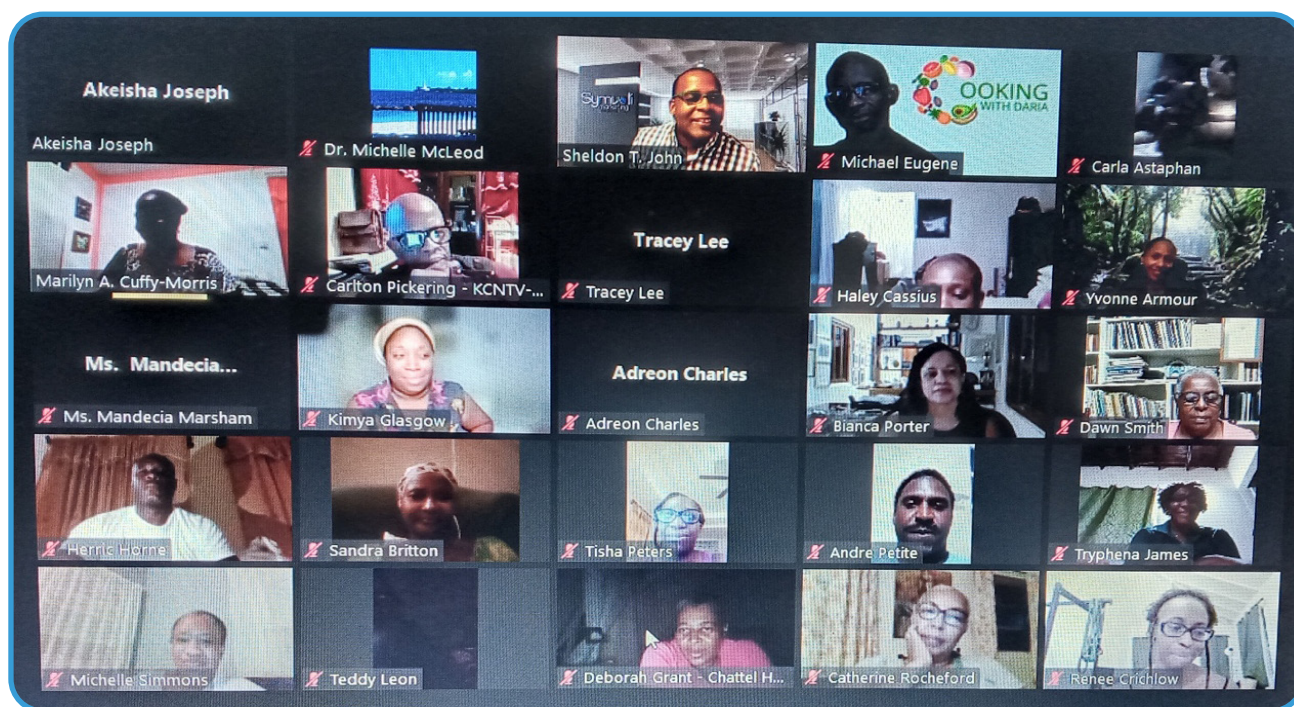 Akeisha Joseph
Akeisha Joseph
Dr. Michelle McLeod
Symvolli
marketing
Sheldon T. John
COOKING
WITH DARIA
Michael Eugene
Carla Astaphan
Marilyn A. Cuffy-Morris
Carlton Pickering - KCNTV-...
Tracey Lee
Tracey Lee
Haley Cassius
Yvonne Armour
Ms. Mandecia...
Ms. Mandecia Marsham
Kimya Glasgow
Adreon Charles
Adreon Charles
Bianca Porter
Dawn Smith
Herric Horne
Sandra Britton
Tisha Peters
Andre Petite
Tryphena James
Michelle Simmons
Teddy Leon
Deborah Grant - Chattel H...
Catherine Rocheford
Renee Crichlow